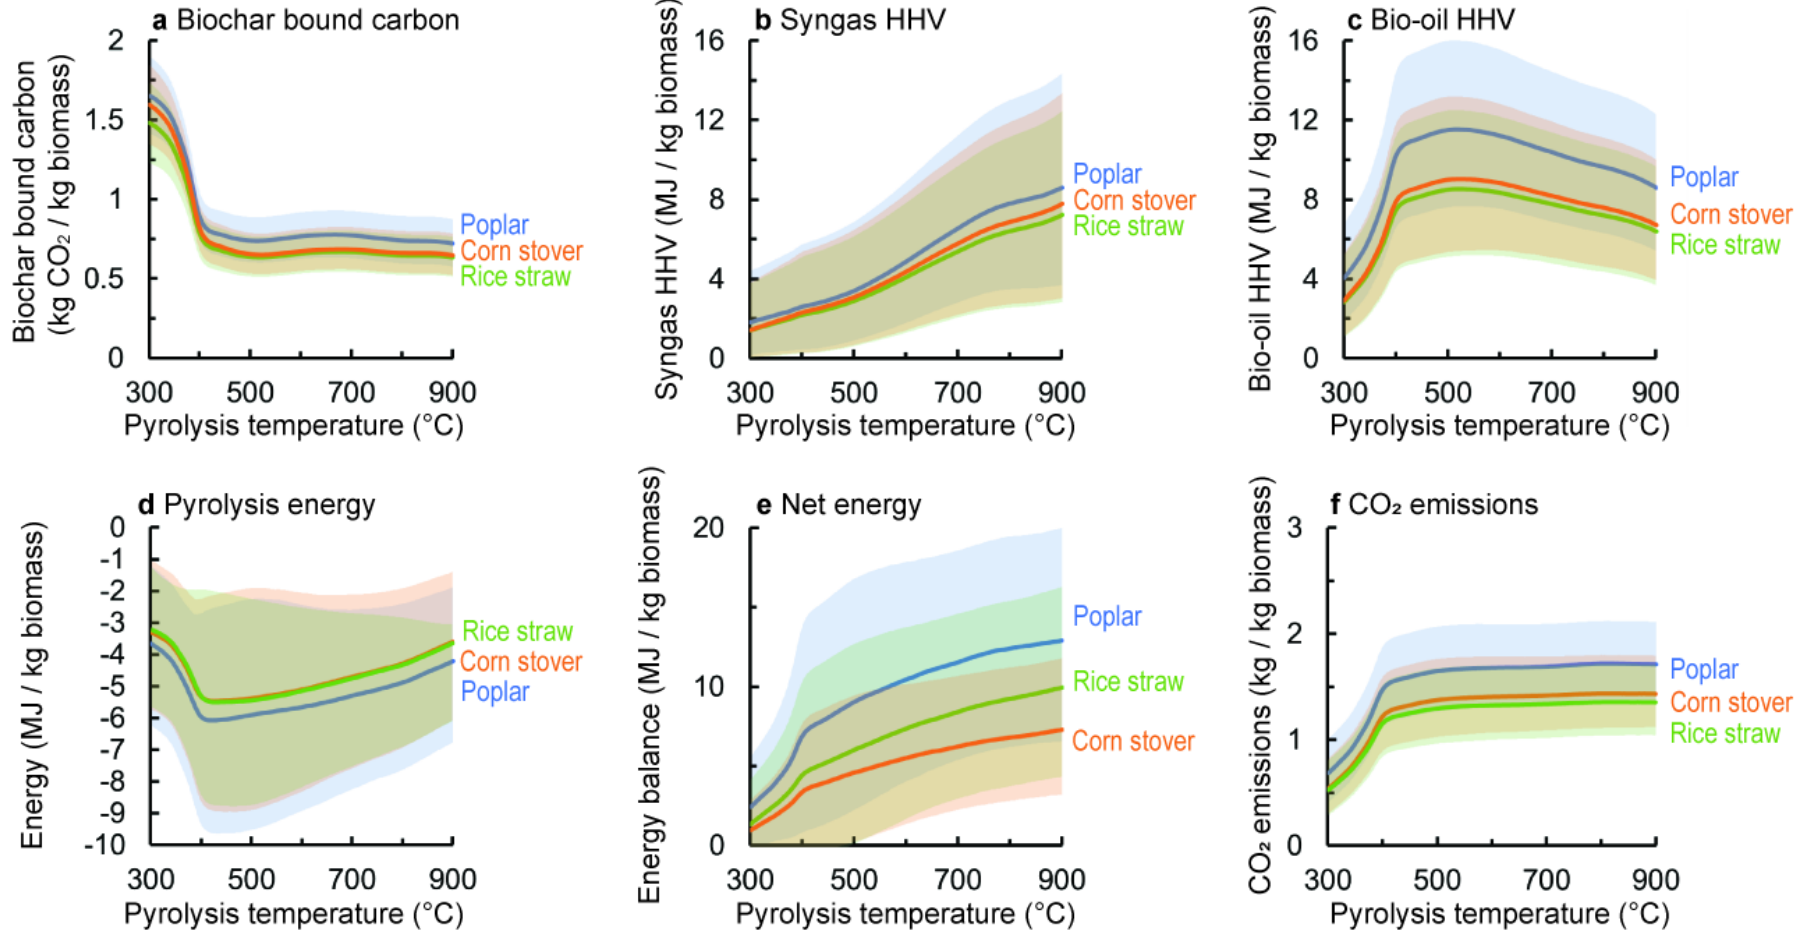 a Biochar bound carbon
Biochar bound carbon
(kg CO₂ / kg biomass)
2
1.5
1
0.5
0
Poplar
Corn stover
Rice straw
300 500 700 900
Pyrolysis temperature (°C)
b Syngas HHV
Syngas HHV (MJ / kg biomass)
16
12
8
4
0
Poplar
Corn stover
Rice straw
300 500 700 900
Pyrolysis temperature (°C)
c Bio-oil HHV
Bio-oil HHV (MJ / kg biomass)
16
12
8
4
0
Poplar
Corn stover
Rice straw
300 500 700 900
Pyrolysis temperature (°C)
d Pyrolysis energy
Energy (MJ / kg biomass)
0
-1
-2
-3
-4
-5
-6
-7
-8
-9
-10
Rice straw
Corn stover
Poplar
300 500 700 900
Pyrolysis temperature (°C)
e Net energy
Energy balance (MJ / kg biomass)
20
10
0
Poplar
Rice straw
Corn stover
300 500 700 900
Pyrolysis temperature (°C)
f CO₂ emissions
CO₂ emissions (kg / kg biomass)
3
2
1
0
Poplar
Corn stover
Rice straw
300 500 700 900
Pyrolysis temperature (°C)